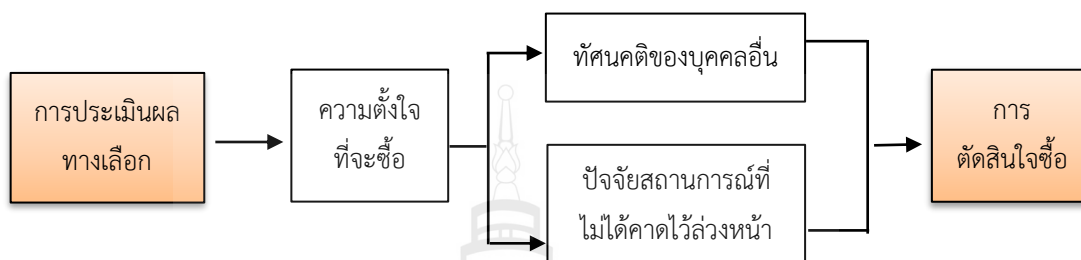 การประเมินผล
ทางเลือก
ความตั้งใจ
ที่จะซื้อ
ทัศนคติของบุคคลอื่น
ปัจจัยสถานการณ์ที่
ไม่ได้คาดไว้ล่วงหน้า
การ
ตัดสินใจซื้อ